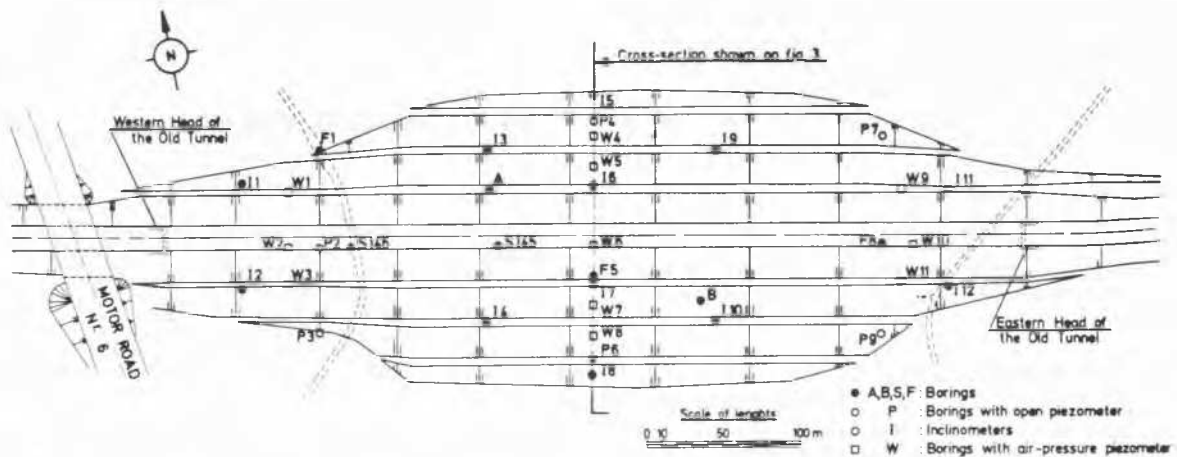 N
Cross-section shown on fig 3
Western Head of
the Old Tunnel
I5
P4
W4
F1
I3
I9
P7
W5
I1
W1
A
I6
W9
I11
W2
P2
S146
S145
W6
F8
W10
F5
I2
W3
W11
I7
B
I12
MOTOR ROAD
Nr. 6
I4
W7
I10
P3
W8
P9
P6
Eastern Head of
the Old Tunnel
I8
Scale of lenghts
0 10 50 100 m
A,B,S,F : Borings
P : Borings with open piezometer
I : Inclinometers
W : Borings with air-pressure piezometer